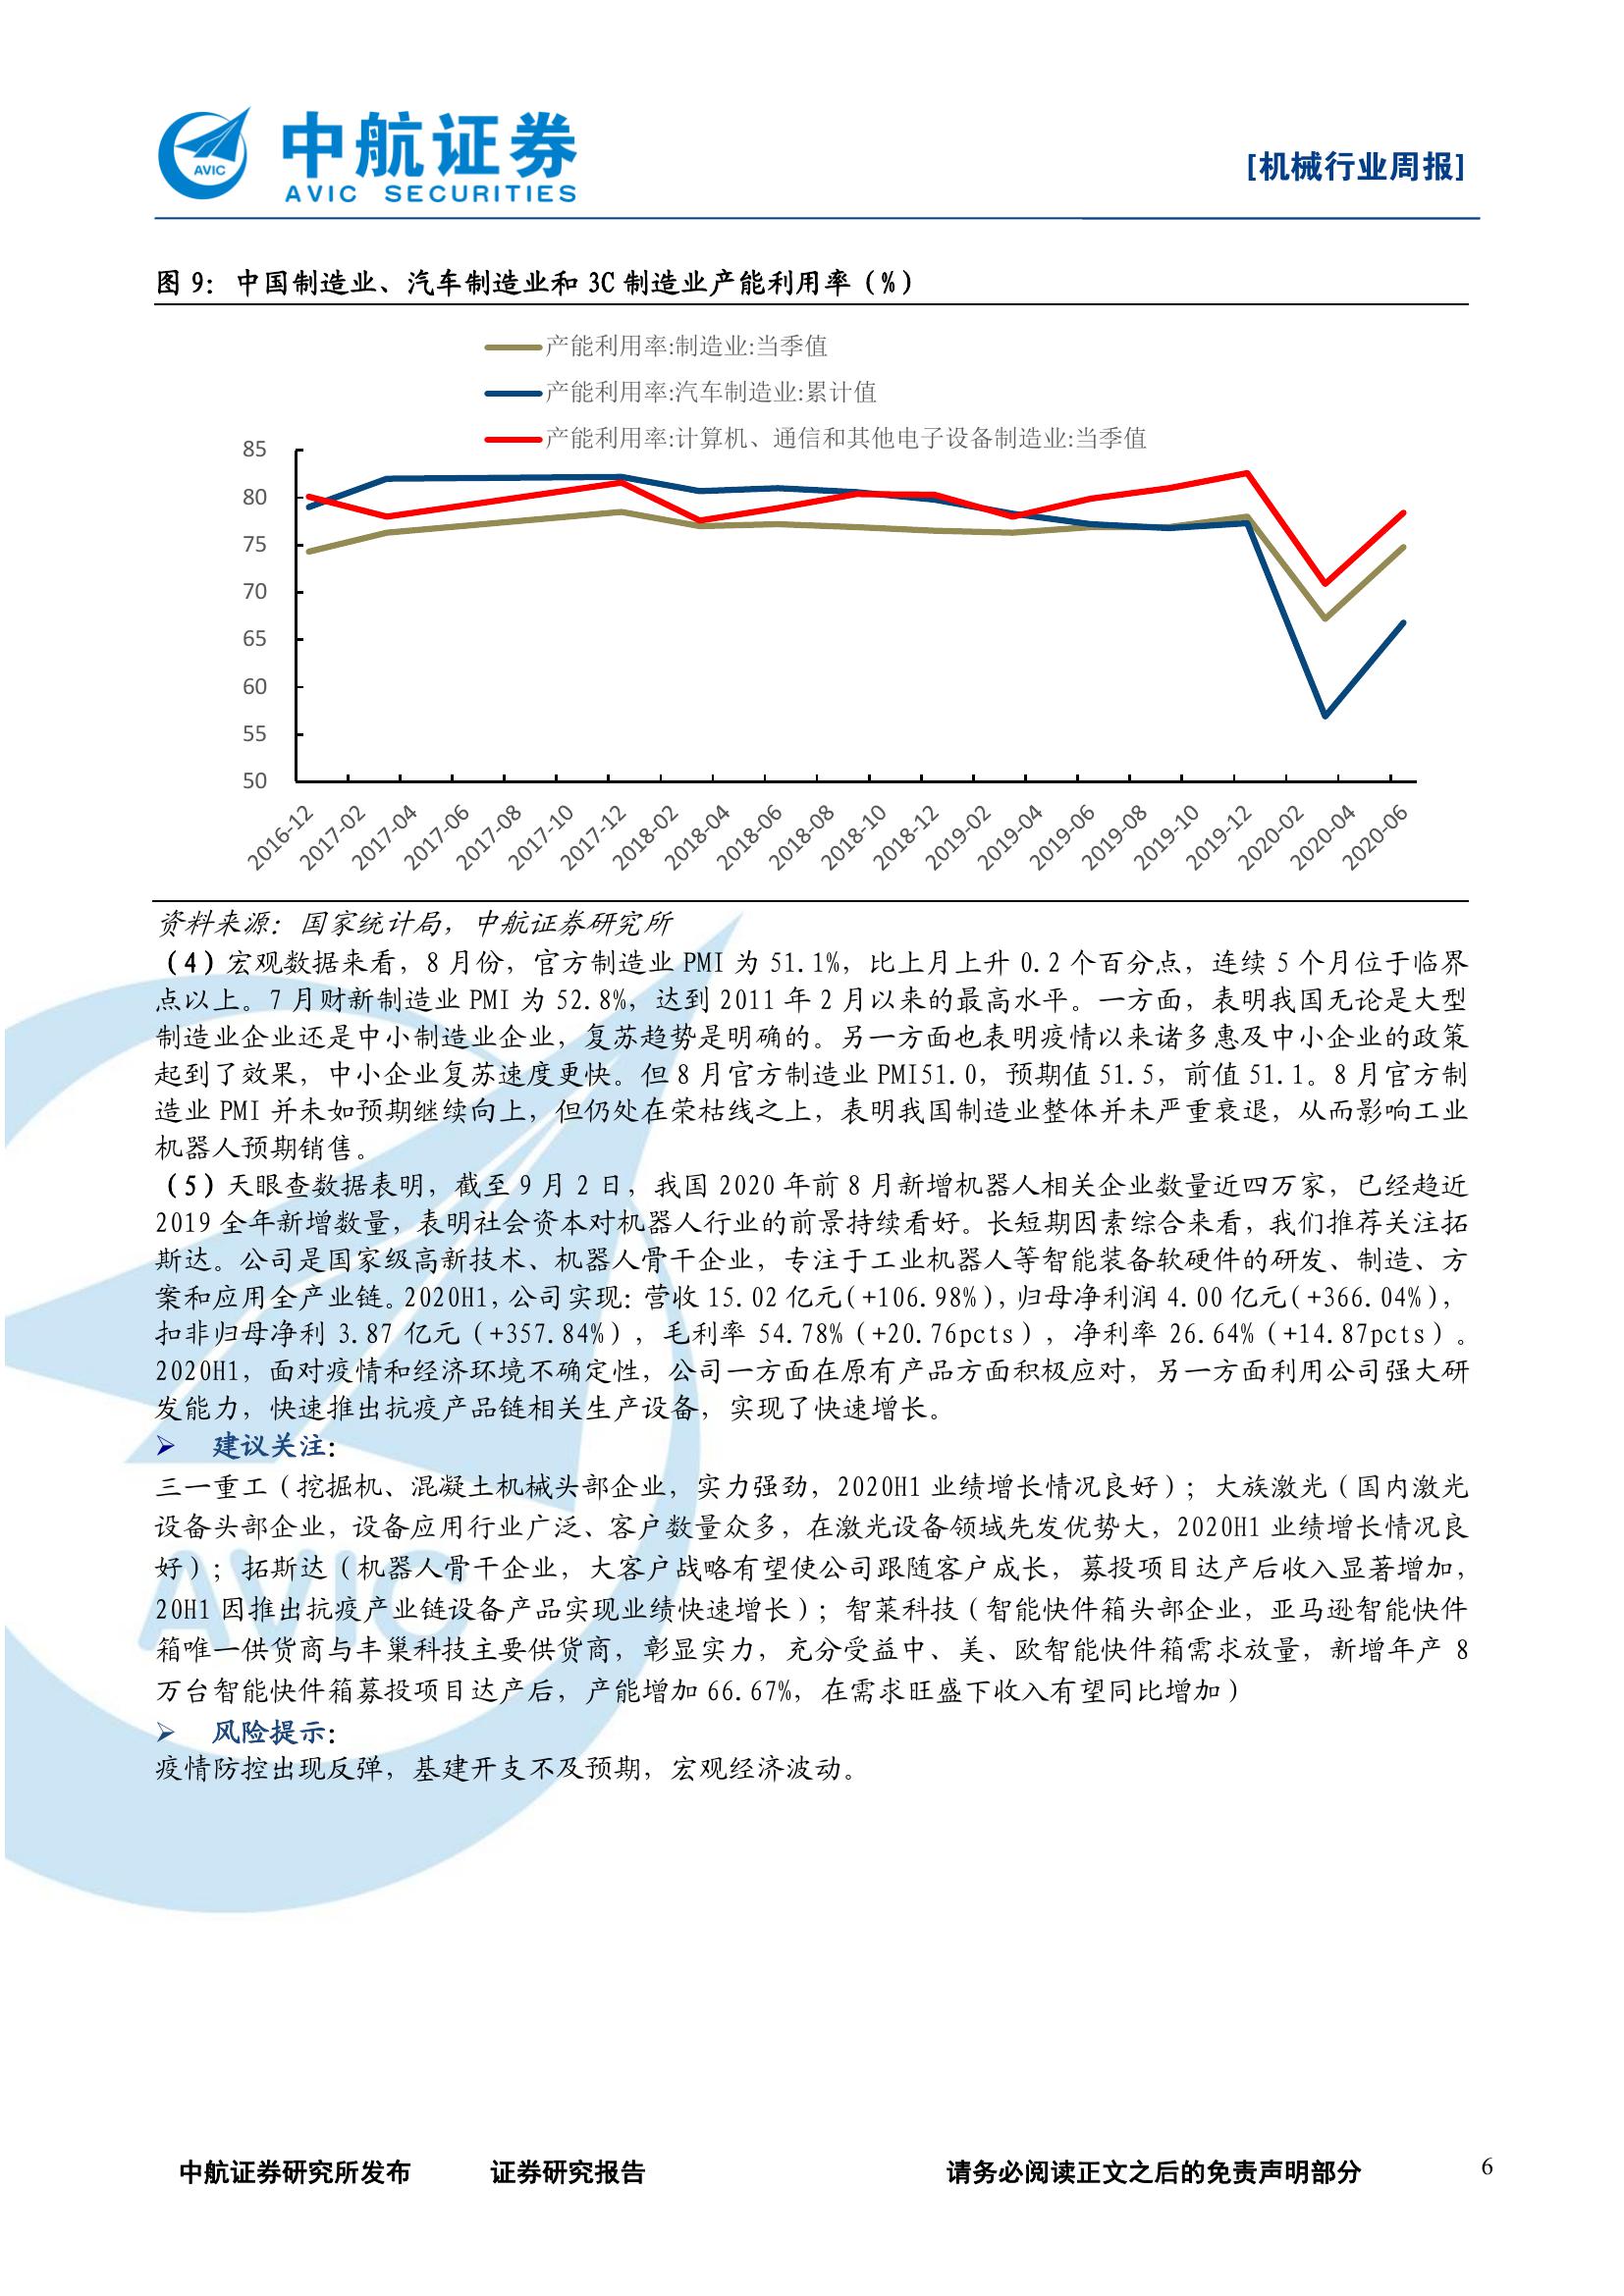 AVIC
中航证券
AVIC SECURITIES
[机械行业周报]
图 9：中国制造业、汽车制造业和 3C 制造业产能利用率（%）
产能利用率:制造业:当季值
产能利用率:汽车制造业:累计值
产能利用率:计算机、通信和其他电子设备制造业:当季值
85
80
75
70
65
60
55
50
2016-12
2017-02
2017-04
2017-06
2017-08
2017-10
2017-12
2018-02
2018-04
2018-06
2018-08
2018-10
2018-12
2019-02
2019-04
2019-06
2019-08
2019-10
2019-12
2020-02
2020-04
2020-06
资料来源：国家统计局，中航证券研究所
（4）宏观数据来看，8 月份，官方制造业 PMI 为 51.1%，比上月上升 0.2 个百分点，连续 5 个月位于临界
点以上。7 月财新制造业 PMI 为 52.8%，达到 2011 年 2 月以来的最高水平。一方面，表明我国无论是大型
制造业企业还是中小制造业企业，复苏趋势是明确的。另一方面也表明疫情以来诸多惠及中小企业的政策
起到了效果，中小企业复苏速度更快。但 8 月官方制造业 PMI51.0，预期值 51.5，前值 51.1。8 月官方制
造业 PMI 并未如预期继续向上，但仍处在荣枯线之上，表明我国制造业整体并未严重衰退，从而影响工业
机器人预期销售。
（5）天眼查数据表明，截至 9 月 2 日，我国 2020 年前 8 月新增机器人相关企业数量近四万家，已经趋近
2019 全年新增数量，表明社会资本对机器人行业的前景持续看好。长短期因素综合来看，我们推荐关注拓
斯达。公司是国家级高新技术、机器人骨干企业，专注于工业机器人等智能装备软硬件的研发、制造、方
案和应用全产业链。2020H1，公司实现：营收 15.02 亿元（+106.98%），归母净利润 4.00 亿元（+366.04%），
扣非归母净利 3.87 亿元（+357.84%），毛利率 54.78%（+20.76pcts），净利率 26.64%（+14.87pcts）。
2020H1，面对疫情和经济环境不确定性，公司一方面在原有产品方面积极应对，另一方面利用公司强大研
发能力，快速推出抗疫产品链相关生产设备，实现了快速增长。
➢ 建议关注：
三一重工（挖掘机、混凝土机械头部企业，实力强劲，2020H1 业绩增长情况良好）；大族激光（国内激光
设备头部企业，设备应用行业广泛、客户数量众多，在激光设备领域先发优势大，2020H1 业绩增长情况良
好）；拓斯达（机器人骨干企业，大客户战略有望使公司跟随客户成长，募投项目达产后收入显著增加，
20H1 因推出抗疫产业链设备产品实现业绩快速增长）；智莱科技（智能快件箱头部企业，亚马逊智能快件
箱唯一供货商与丰巢科技主要供货商，彰显实力，充分受益中、美、欧智能快件箱需求放量，新增年产 8
万台智能快件箱募投项目达产后，产能增加 66.67%，在需求旺盛下收入有望同比增加）
➢ 风险提示：
疫情防控出现反弹，基建开支不及预期，宏观经济波动。
AVIC
中航证券研究所发布 证券研究报告 请务必阅读正文之后的免责声明部分 6